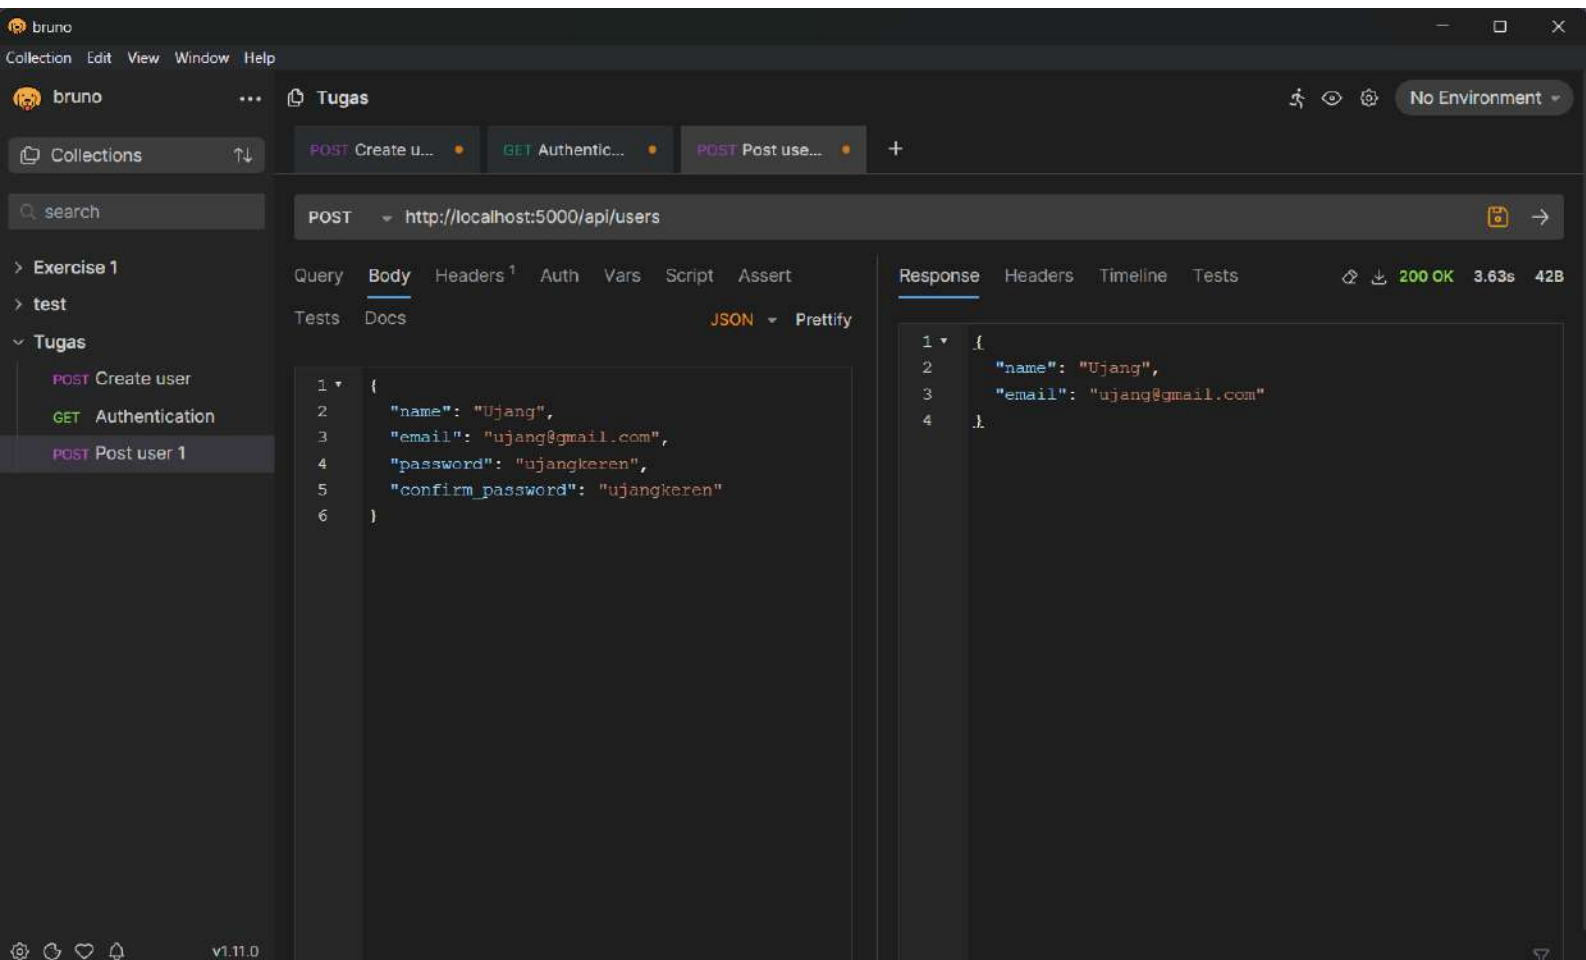 bruno
Collection Edit View Window Help
bruno
Tugas
No Environment
Collections
POST Create u...
GET Authentic...
POST Post use...
+
search
POST http://localhost:5000/api/users
Exercise 1
test
Tugas
POST Create user
GET Authentication
POST Post user 1
Query Body Headers 1 Auth Vars Script Assert
Tests Docs
JSON Prettify
1 {
2 "name": "Ujang",
3 "email": "ujang@gmail.com",
4 "password": "ujangkeren",
5 "confirm_password": "ujangkeren"
6 }
Response Headers Timeline Tests
200 OK 3.63s 42B
1 {
2 "name": "Ujang",
3 "email": "ujang@gmail.com"
4 }
v1.11.0